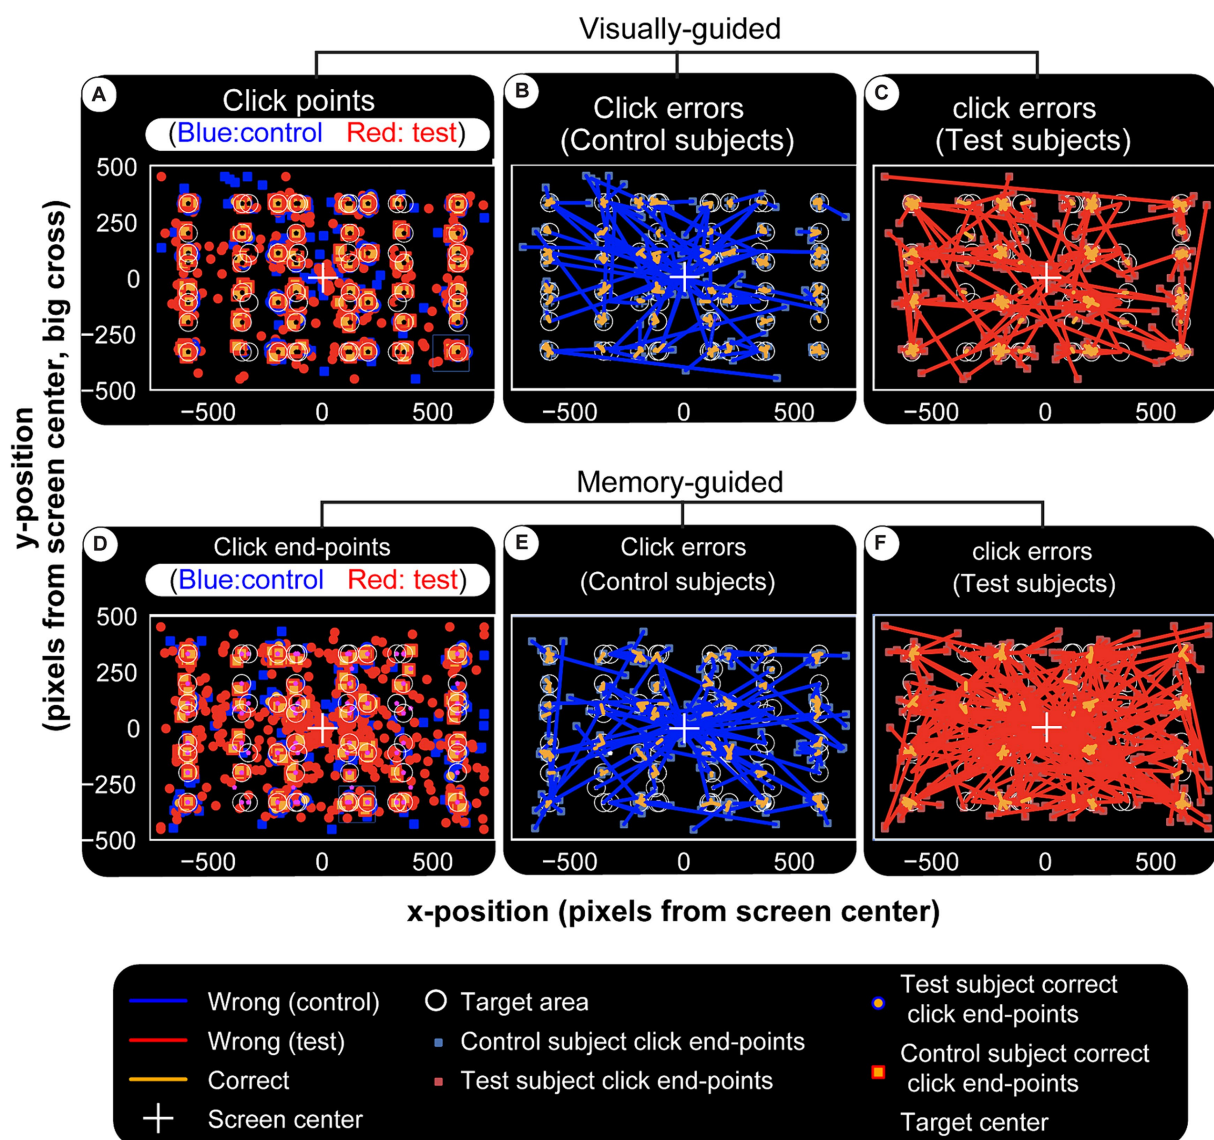 Visually-guided
A
Click points
(Blue:control Red: test)
B
Click errors
(Control subjects)
C
click errors
(Test subjects)
500
250
0
−250
−500
−500 0 500
−500 0 500
−500 0 500
y-position
(pixels from screen center, big cross)
Memory-guided
D
Click end-points
(Blue:control Red: test)
E
Click errors
(Control subjects)
F
click errors
(Test subjects)
500
250
0
−250
−500
−500 0 500
−500 0 500
−500 0 500
x-position (pixels from screen center)
Wrong (control)
Wrong (test)
Correct
Screen center
Target area
Control subject click end-points
Test subject click end-points
Test subject correct
click end-points
Control subject correct
click end-points
Target center